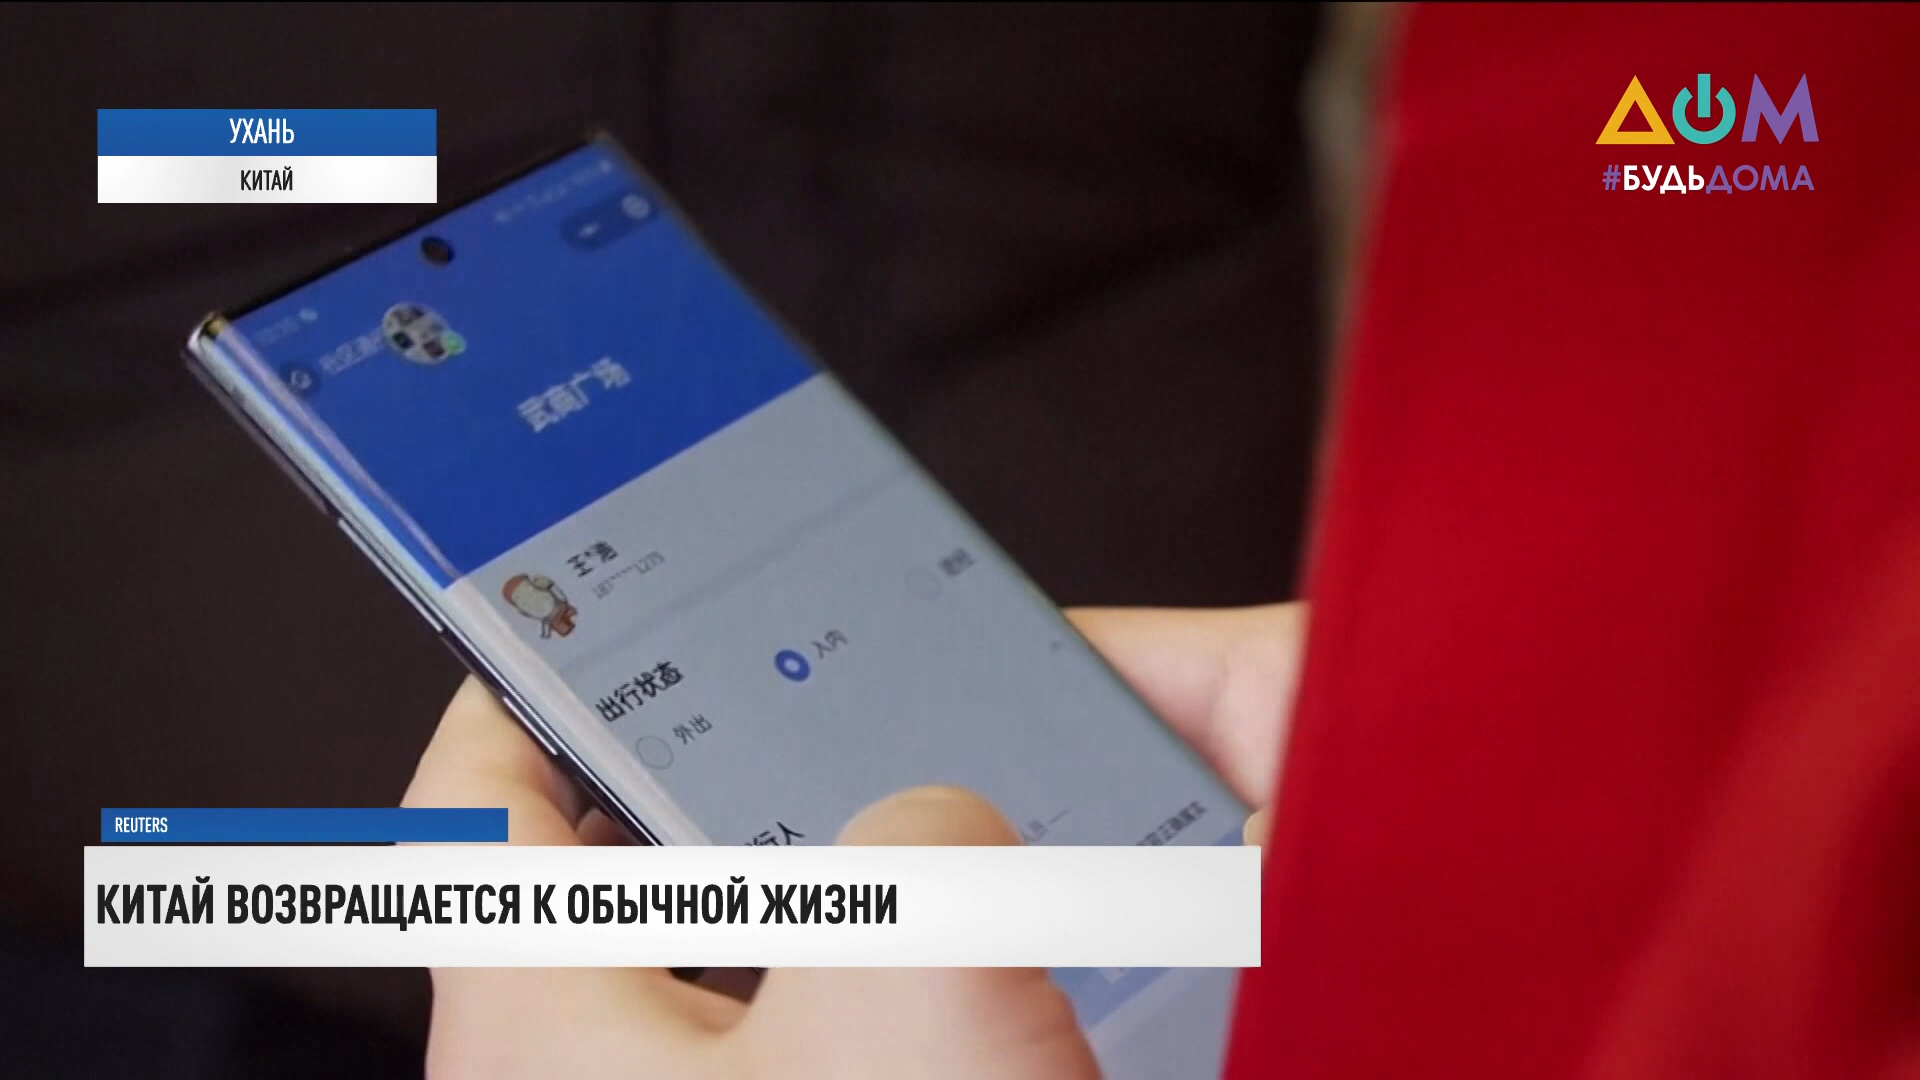 УХАНЬ
КИТАЙ
ДОМ
#БУДЬДОМА
武商广场
出行状态
入内
外出
REUTERS
КИТАЙ ВОЗВРАЩАЕТСЯ К ОБЫЧНОЙ ЖИЗНИ